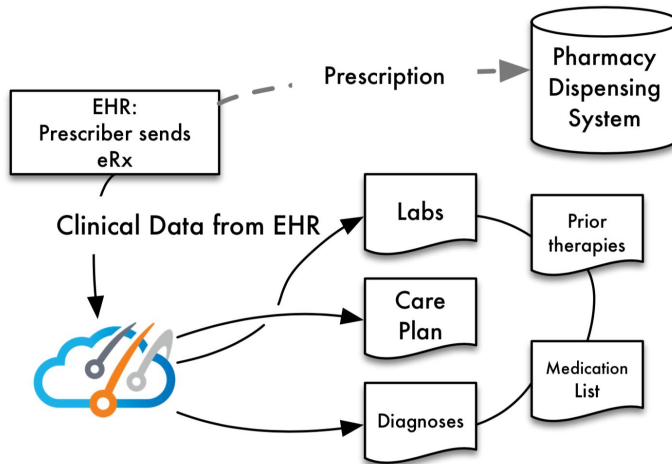 Pharmacy
Dispensing
System
Prescription
EHR:
Prescriber sends
eRx
Clinical Data from EHR
Labs
Prior
therapies
Care
Plan
Medication
List
Diagnoses